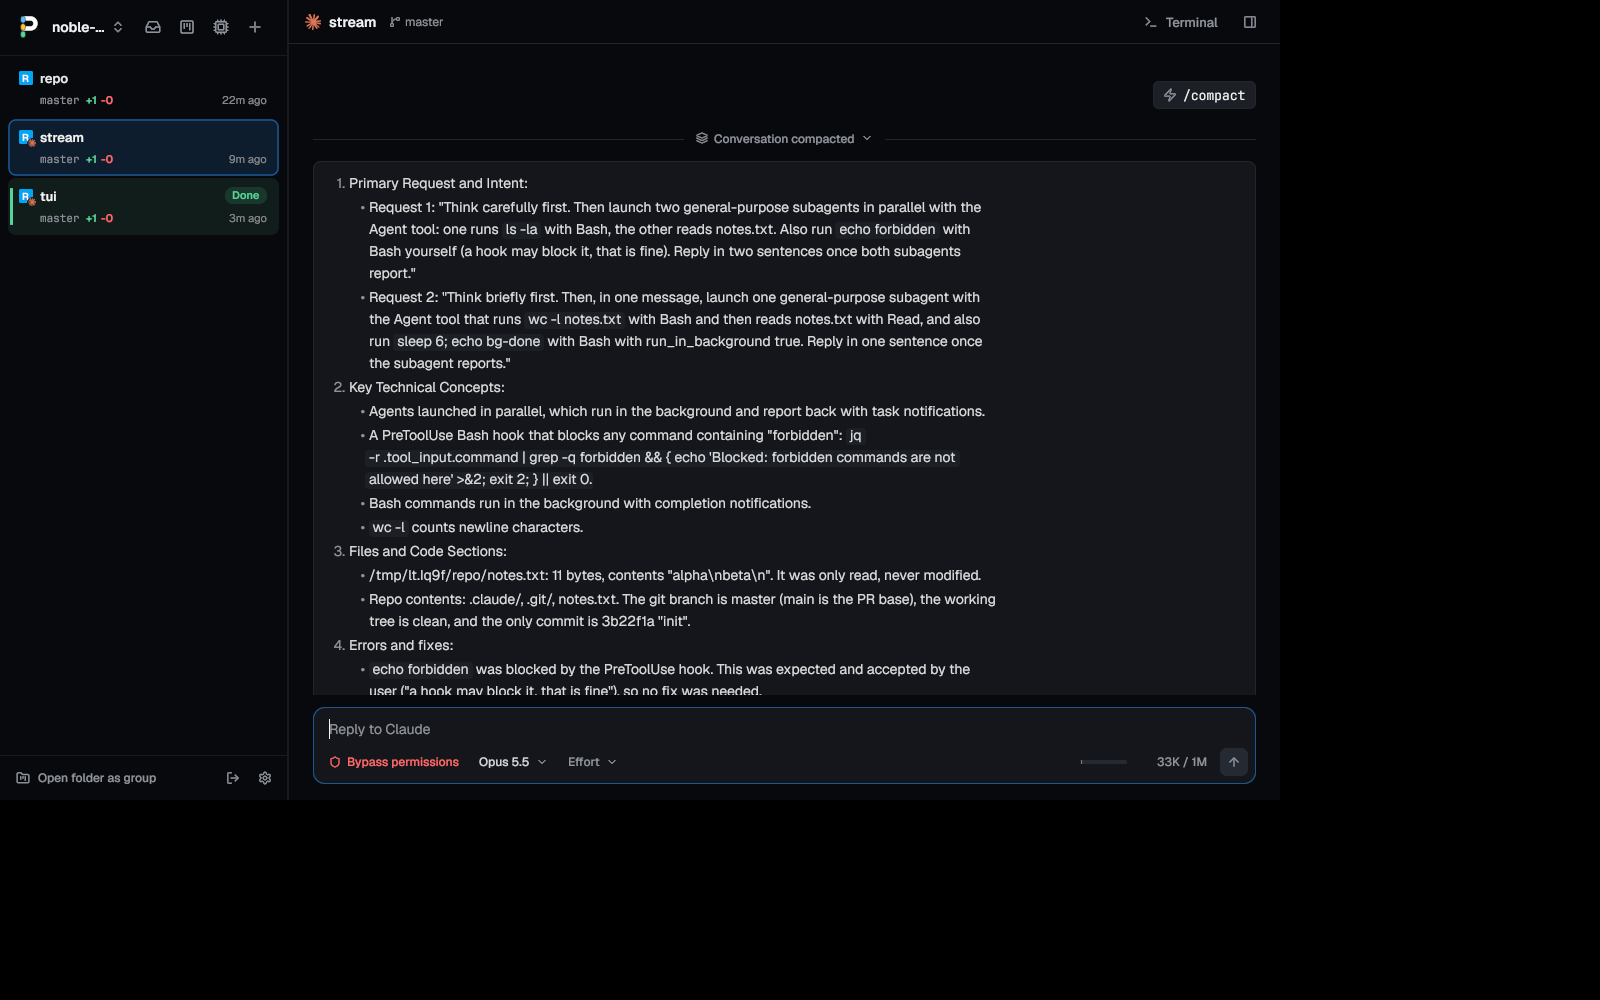 noble-...
repo
master +1 -0 22m ago
stream
master +1 -0 9m ago
tui Done
master +1 -0 3m ago
Open folder as group
stream master
Terminal
/compact
Conversation compacted
1. Primary Request and Intent:
• Request 1: "Think carefully first. Then launch two general-purpose subagents in parallel with the
Agent tool: one runs ls -la with Bash, the other reads notes.txt. Also run echo forbidden with
Bash yourself (a hook may block it, that is fine). Reply in two sentences once both subagents
report."
• Request 2: "Think briefly first. Then, in one message, launch one general-purpose subagent with
the Agent tool that runs wc -l notes.txt with Bash and then reads notes.txt with Read, and also
run sleep 6; echo bg-done with Bash with run_in_background true. Reply in one sentence once
the subagent reports."
2. Key Technical Concepts:
• Agents launched in parallel, which run in the background and report back with task notifications.
• A PreToolUse Bash hook that blocks any command containing "forbidden": jq
-r .tool_input.command | grep -q forbidden && { echo 'Blocked: forbidden commands are not
allowed here' >&2; exit 2; } || exit 0.
• Bash commands run in the background with completion notifications.
• wc -l counts newline characters.
3. Files and Code Sections:
• /tmp/lt.Iq9f/repo/notes.txt: 11 bytes, contents "alpha\nbeta\n". It was only read, never modified.
• Repo contents: .claude/, .git/, notes.txt. The git branch is master (main is the PR base), the working
tree is clean, and the only commit is 3b22f1a "init".
4. Errors and fixes:
• echo forbidden was blocked by the PreToolUse hook. This was expected and accepted by the
user ("a hook may block it, that is fine"), so no fix was needed.
Reply to Claude
Bypass permissions Opus 5.5 Effort 33K / 1M